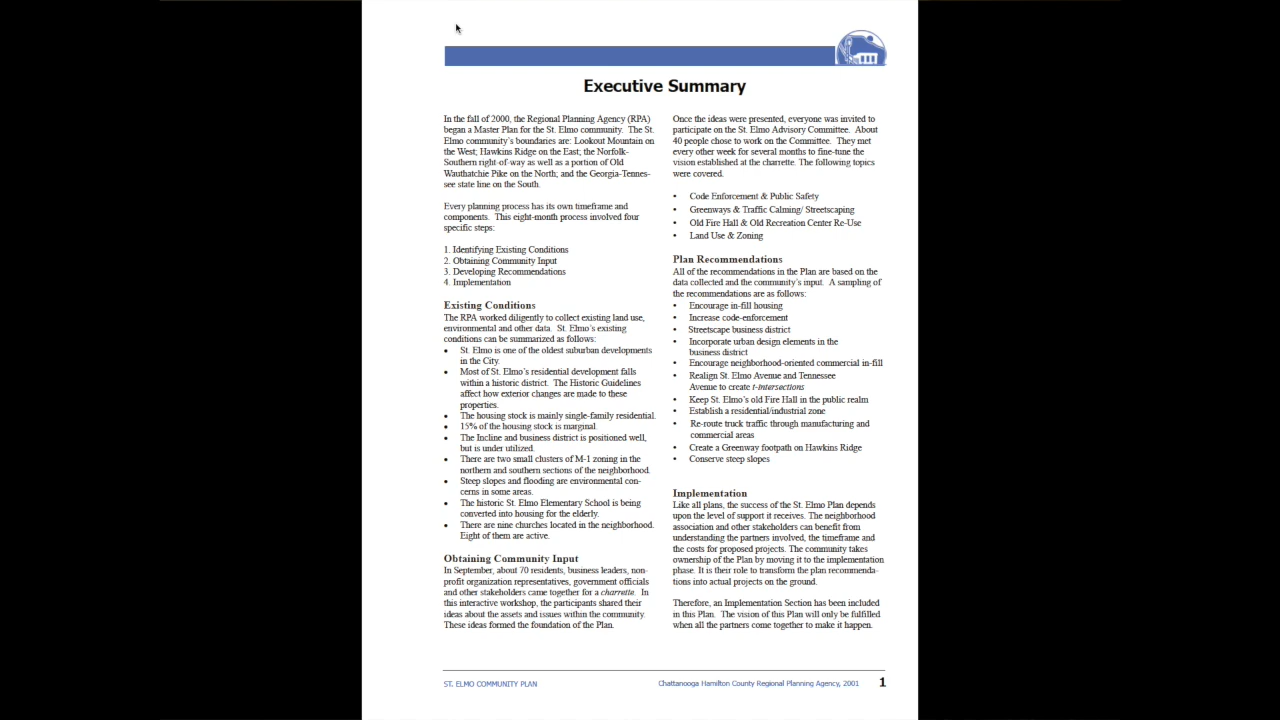 Executive Summary
In the fall of 2000, the Regional Planning Agency (RPA)
began a Master Plan for the St. Elmo community. The St.
Elmo community's boundaries are: Lookout Mountain on
the West; Hawkins Ridge on the East; the Norfolk-
Southern right-of-way as well as a portion of Old
Wauthatchie Pike on the North; and the Georgia-Tennes-
see state line on the South.
Every planning process has its own timeframe and
components. This eight-month process involved four
specific steps:
1. Identifying Existing Conditions
2. Obtaining Community Input
3. Developing Recommendations
4. Implementation
Existing Conditions
The RPA worked diligently to collect existing land use,
environmental and other data. St. Elmo's existing
conditions can be summarized as follows:
• St. Elmo is one of the oldest suburban developments
in the City.
• Most of St. Elmo's residential development falls
within a historic district. The Historic Guidelines
affect how exterior changes are made to these
properties.
• The housing stock is mainly single-family residential.
• 15% of the housing stock is marginal.
• The Incline and business district is positioned well,
but is under utilized.
• There are two small clusters of M-1 zoning in the
northern and southern sections of the neighborhood.
• Steep slopes and flooding are environmental con-
cerns in some areas.
• The historic St. Elmo Elementary School is being
converted into housing for the elderly.
• There are nine churches located in the neighborhood.
Eight of them are active.
Obtaining Community Input
In September, about 70 residents, business leaders, non-
profit organization representatives, government officials
and other stakeholders came together for a charrette. In
this interactive workshop, the participants shared their
ideas about the assets and issues within the community.
These ideas formed the foundation of the Plan.
Once the ideas were presented, everyone was invited to
participate on the St. Elmo Advisory Committee. About
40 people chose to work on the Committee. They met
every other week for several months to fine-tune the
vision established at the charrette. The following topics
were covered.
• Code Enforcement & Public Safety
• Greenways & Traffic Calming/ Streetscaping
• Old Fire Hall & Old Recreation Center Re-Use
• Land Use & Zoning
Plan Recommendations
All of the recommendations in the Plan are based on the
data collected and the community's input. A sampling of
the recommendations are as follows:
• Encourage in-fill housing
• Increase code-enforcement
• Streetscape business district
• Incorporate urban design elements in the
business district
• Encourage neighborhood-oriented commercial in-fill
• Realign St. Elmo Avenue and Tennessee
Avenue to create t-intersections
• Keep St. Elmo's old Fire Hall in the public realm
• Establish a residential/industrial zone
• Re-route truck traffic through manufacturing and
commercial areas
• Create a Greenway footpath on Hawkins Ridge
• Conserve steep slopes
Implementation
Like all plans, the success of the St. Elmo Plan depends
upon the level of support it receives. The neighborhood
association and other stakeholders can benefit from
understanding the partners involved, the timeframe and
the costs for proposed projects. The community takes
ownership of the Plan by moving it to the implementation
phase. It is their role to transform the plan recommenda-
tions into actual projects on the ground.
Therefore, an Implementation Section has been included
in this Plan. The vision of this Plan will only be fulfilled
when all the partners come together to make it happen.
ST. ELMO COMMUNITY PLAN
Chattanooga Hamilton County Regional Planning Agency, 2001 1